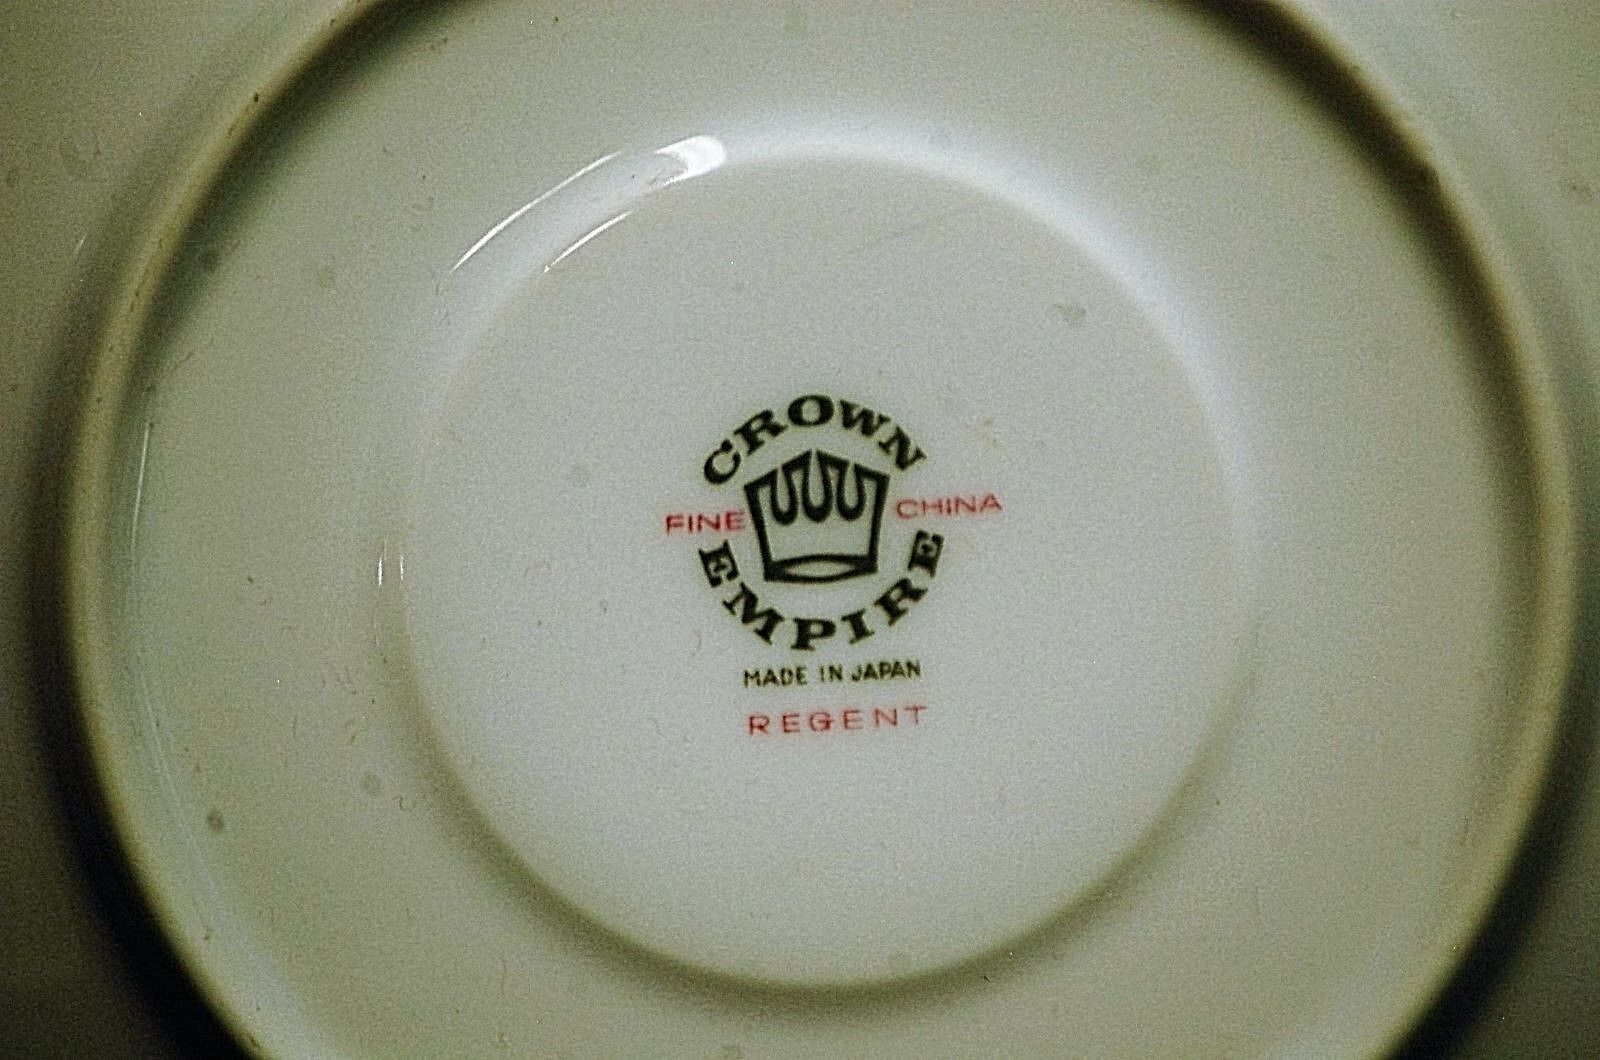 CROWN
FINE CHINA
EMPIRE
MADE IN JAPAN
REGENT